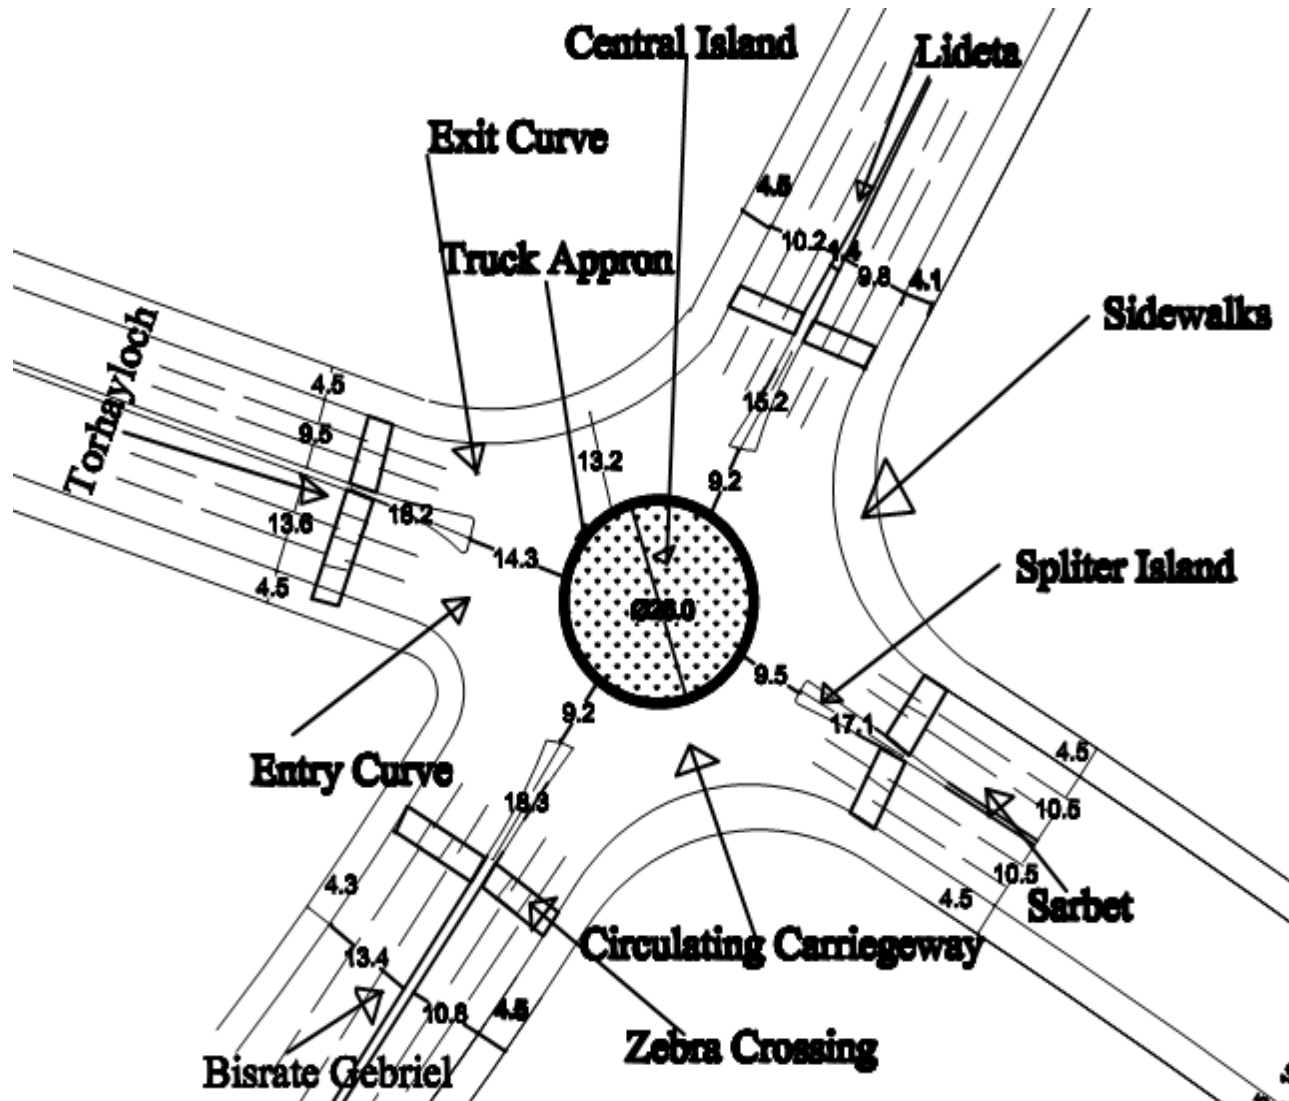 Central Island
Lideta
Exit Curve
4.5
10.2
4.4
9.8
4.1
Truck Appron
Sidewalks
Torhayloch
4.5
9.5
15.2
13.2
9.2
18.2
13.6
14.3
4.5
Spliter Island
Ø26.0
9.5
9.2
17.1
4.5
Entry Curve
18.3
10.5
4.3
10.5
4.5
Sarbet
Circulating Carriegeway
13.4
10.8
4.5
Zebra Crossing
Bisrate Gebriel